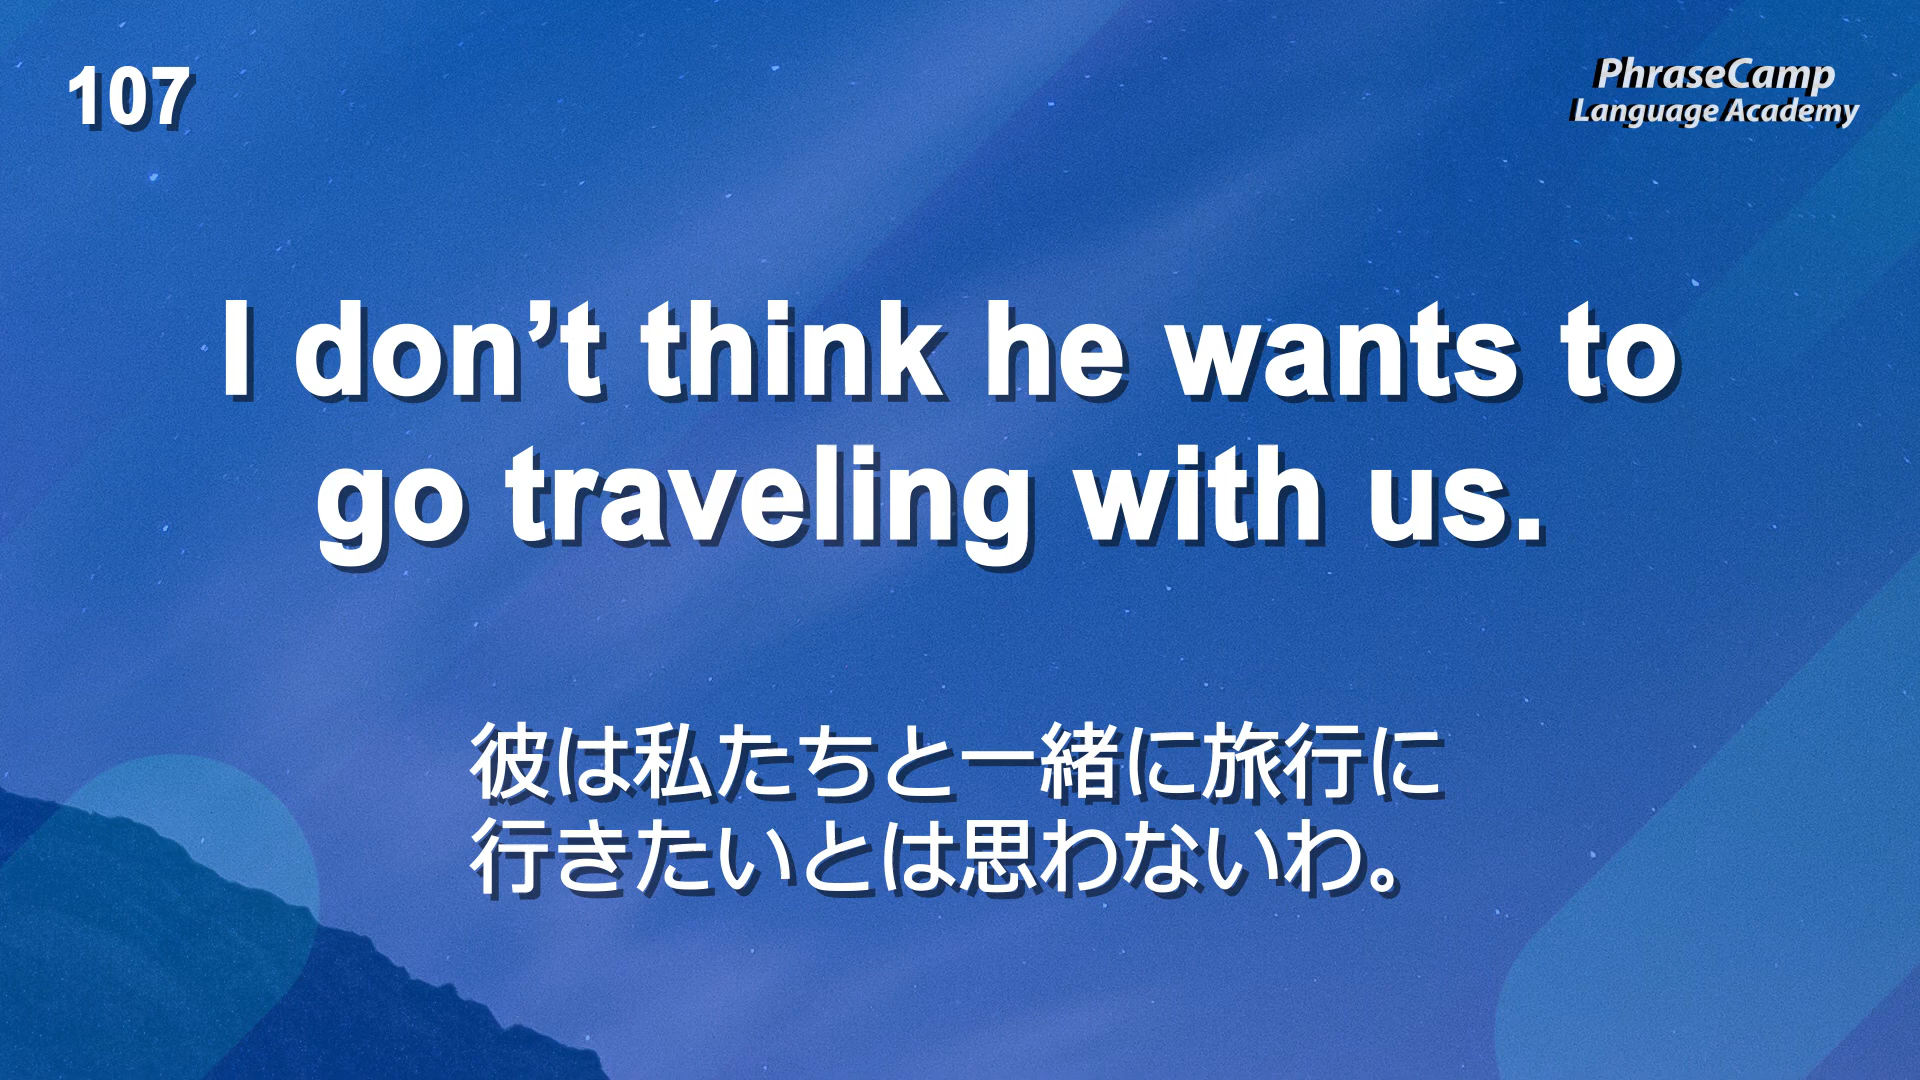 107
PhraseCamp
Language Academy
I don’t think he wants to
go traveling with us.
彼は私たちと一緒に旅行に
行きたいとは思わないわ。